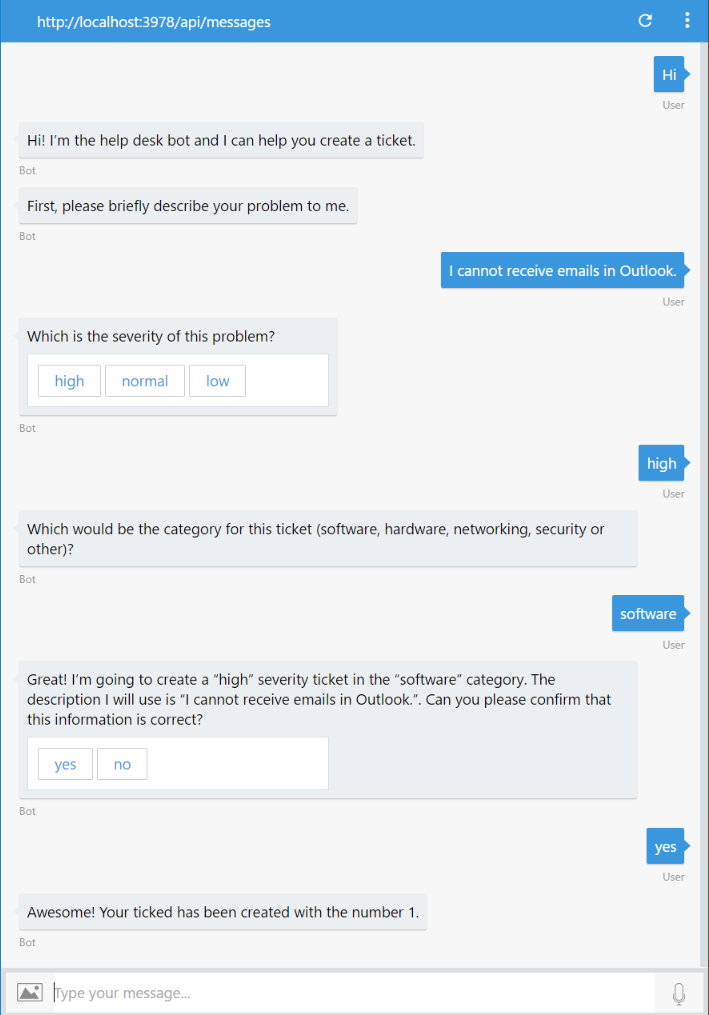 http://localhost:3978/api/messages
Hi
User
Hi! I’m the help desk bot and I can help you create a ticket.
Bot
First, please briefly describe your problem to me.
Bot
I cannot receive emails in Outlook.
User
Which is the severity of this problem?
high normal low
Bot
high
User
Which would be the category for this ticket (software, hardware, networking, security or
other)?
Bot
software
User
Great! I’m going to create a “high” severity ticket in the “software” category. The
description I will use is “I cannot receive emails in Outlook.”. Can you please confirm that
this information is correct?
yes no
Bot
yes
User
Awesome! Your ticked has been created with the number 1.
Bot
Type your message...